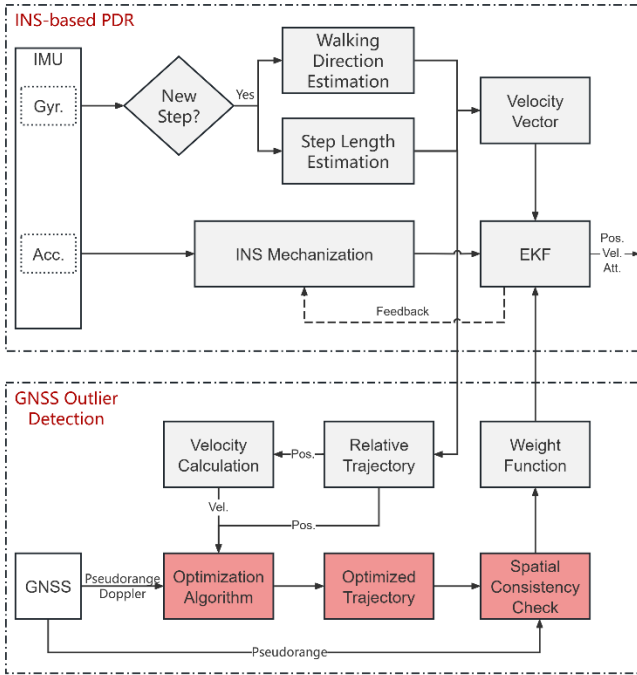 INS-based PDR
IMU
Gyr.
New
Step?
Yes
Walking
Direction
Estimation
Step Length
Estimation
Velocity
Vector
Acc.
INS Mechanization
EKF
Pos.
Vel.
Att.
Feedback
GNSS Outlier
Detection
Velocity
Calculation
Pos.
Relative
Trajectory
Weight
Function
Vel.
Pos.
GNSS
Pseudorange
Doppler
Optimization
Algorithm
Optimized
Trajectory
Spatial
Consistency
Check
Pseudorange